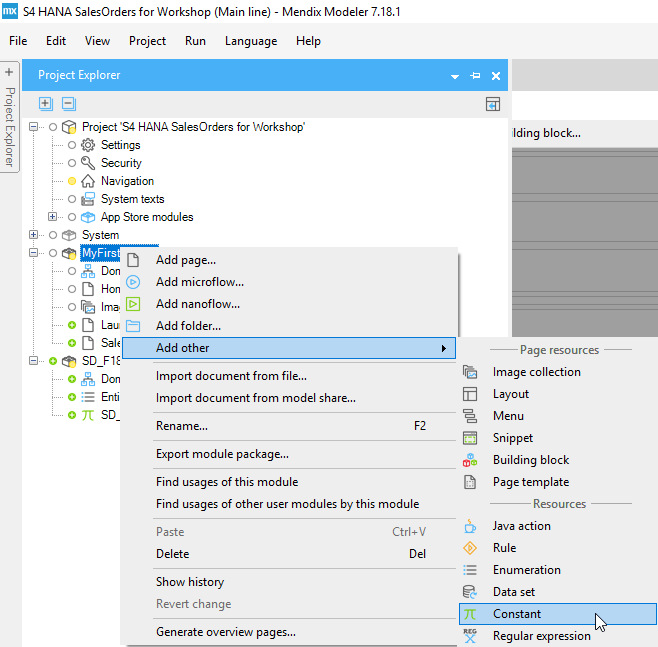 mx S4 HANA SalesOrders for Workshop (Main line) - Mendix Modeler 7.18.1
File Edit View Project Run Language Help
Project Explorer
Project Explorer
lding block...
Project 'S4 HANA SalesOrders for Workshop'
Settings
Security
Navigation
System texts
App Store modules
System
MyFirst
Dom
Hom
Ima
Lau
Sale
SD_F18
Dom
Enti
SD_
Add page...
Add microflow...
Add nanoflow...
Add folder...
Add other
Import document from file...
Import document from model share...
Rename... F2
Export module package...
Find usages of this module
Find usages of other user modules by this module
Paste Ctrl+V
Delete Del
Show history
Revert change
Generate overview pages...
Page resources
Image collection
Layout
Menu
Snippet
Building block
Page template
Resources
Java action
Rule
Enumeration
Data set
Constant
REG
Regular expression